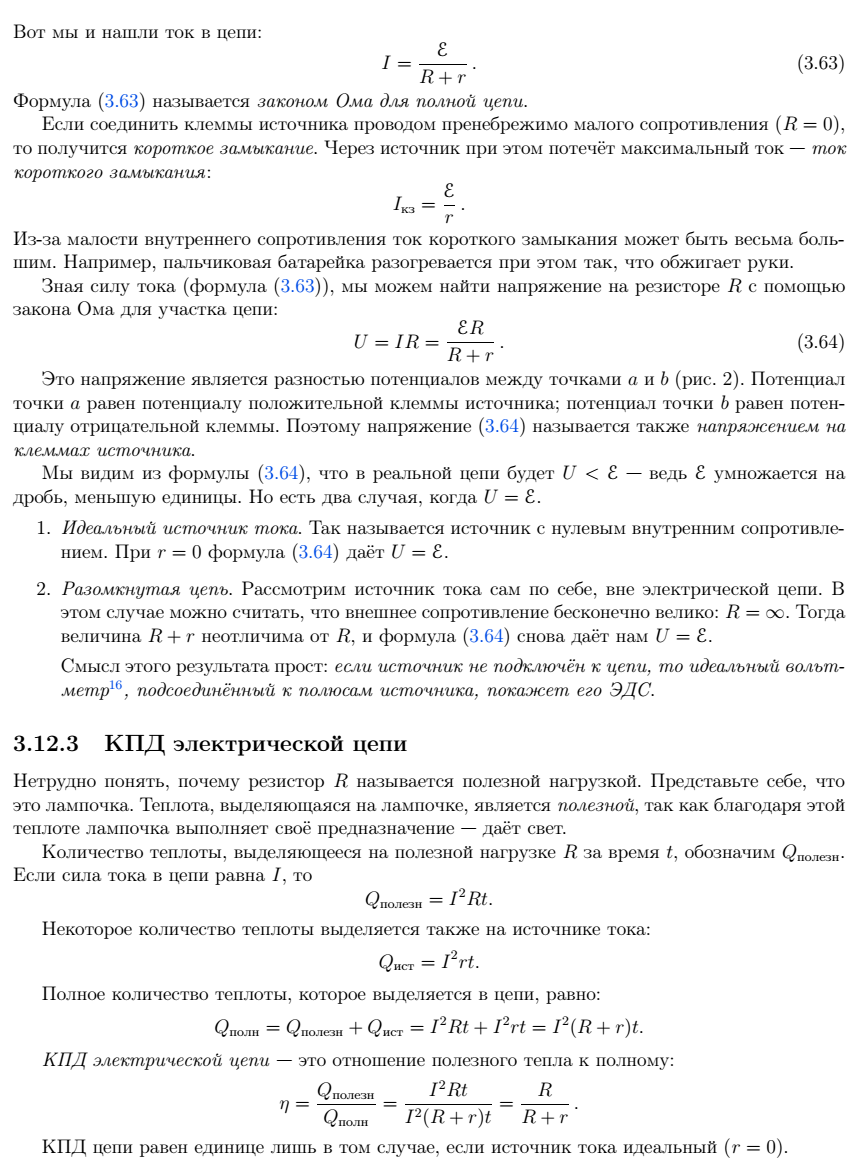 Вот мы и нашли ток в цепи:
I = ℰ / (R + r) . (3.63)
Формула (3.63) называется законом Ома для полной цепи.
Если соединить клеммы источника проводом пренебрежимо малого сопротивления (R = 0),
то получится короткое замыкание. Через источник при этом потечёт максимальный ток — ток
короткого замыкания:
Iкз = ℰ / r .
Из-за малости внутреннего сопротивления ток короткого замыкания может быть весьма боль-
шим. Например, пальчиковая батарейка разогревается при этом так, что обжигает руки.
Зная силу тока (формула (3.63)), мы можем найти напряжение на резисторе R с помощью
закона Ома для участка цепи:
U = IR = ℰR / (R + r) . (3.64)
Это напряжение является разностью потенциалов между точками a и b (рис. 2). Потенциал
точки a равен потенциалу положительной клеммы источника; потенциал точки b равен потен-
циалу отрицательной клеммы. Поэтому напряжение (3.64) называется также напряжением на
клеммах источника.
Мы видим из формулы (3.64), что в реальной цепи будет U < ℰ — ведь ℰ умножается на
дробь, меньшую единицы. Но есть два случая, когда U = ℰ.
1. Идеальный источник тока. Так называется источник с нулевым внутренним сопротивле-
нием. При r = 0 формула (3.64) даёт U = ℰ.
2. Разомкнутая цепь. Рассмотрим источник тока сам по себе, вне электрической цепи. В
этом случае можно считать, что внешнее сопротивление бесконечно велико: R = ∞. Тогда
величина R + r неотличима от R, и формула (3.64) снова даёт нам U = ℰ.
Смысл этого результата прост: если источник не подключён к цепи, то идеальный вольт-
метр16, подсоединённый к полюсам источника, покажет его ЭДС.
3.12.3 КПД электрической цепи
Нетрудно понять, почему резистор R называется полезной нагрузкой. Представьте себе, что
это лампочка. Теплота, выделяющаяся на лампочке, является полезной, так как благодаря этой
теплоте лампочка выполняет своё предназначение — даёт свет.
Количество теплоты, выделяющееся на полезной нагрузке R за время t, обозначим Qполезн.
Если сила тока в цепи равна I, то
Qполезн = I²Rt.
Некоторое количество теплоты выделяется также на источнике тока:
Qист = I²rt.
Полное количество теплоты, которое выделяется в цепи, равно:
Qполн = Qполезн + Qист = I²Rt + I²rt = I²(R + r)t.
КПД электрической цепи — это отношение полезного тепла к полному:
η = Qполезн / Qполн = I²Rt / I²(R + r)t = R / (R + r) .
КПД цепи равен единице лишь в том случае, если источник тока идеальный (r = 0).